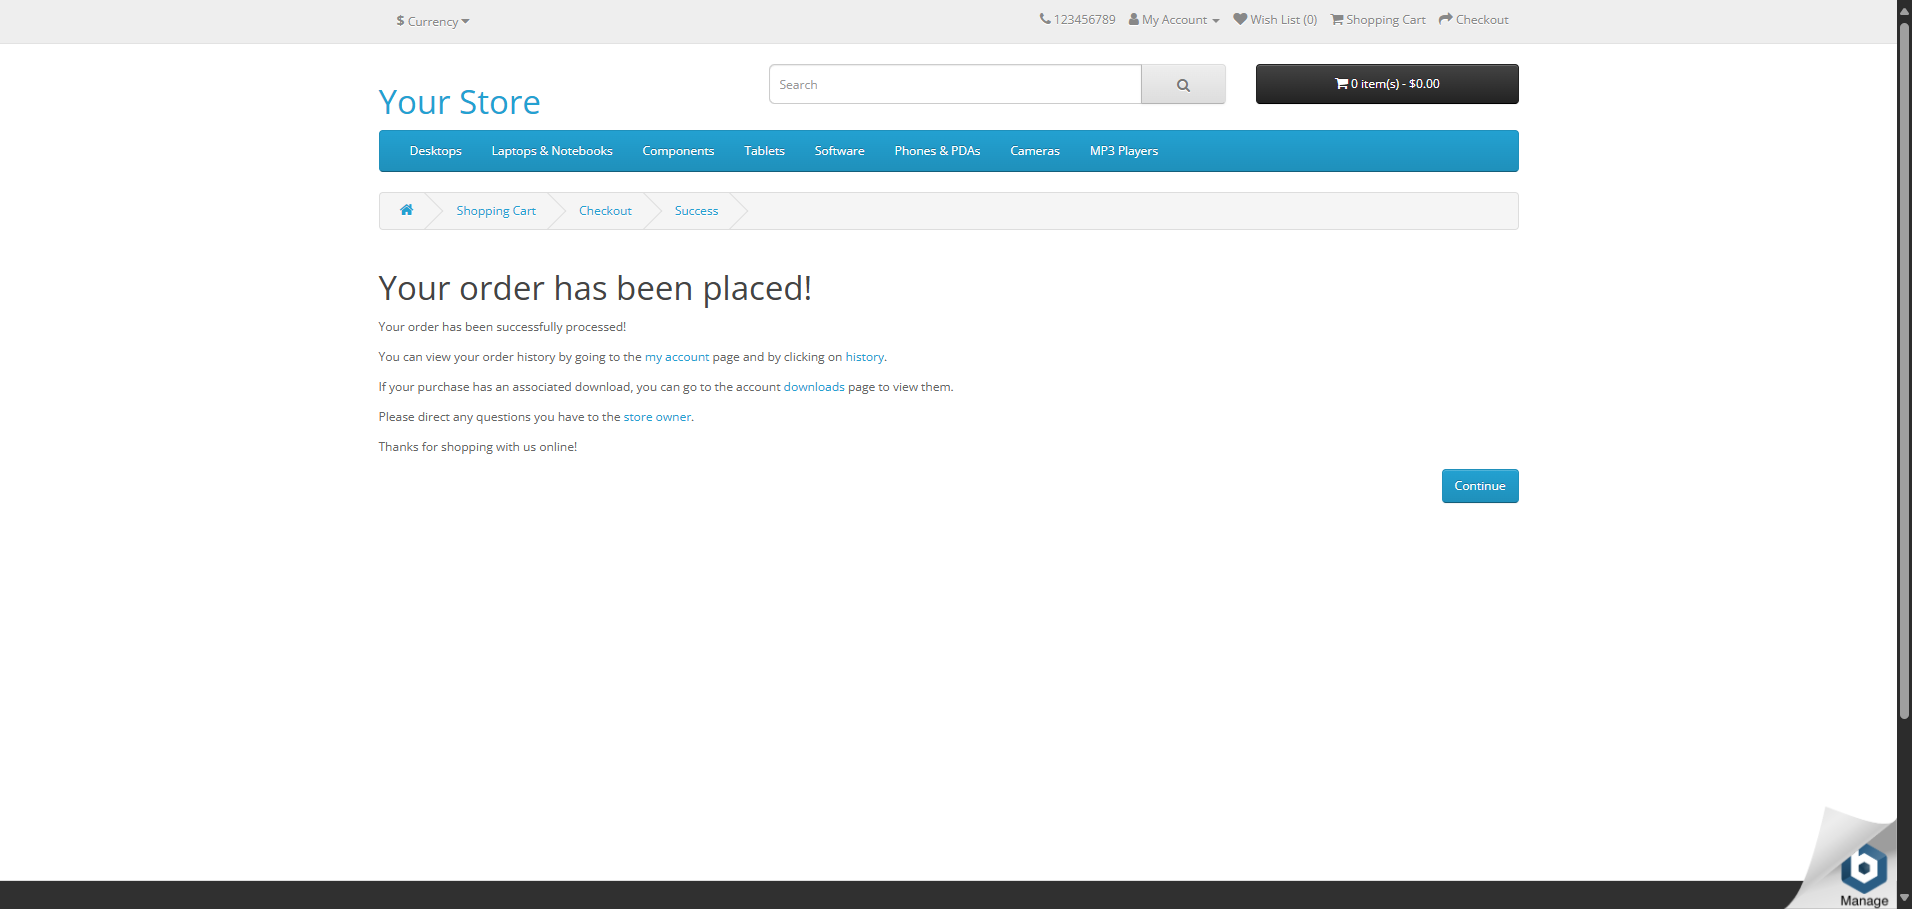 $ Currency
123456789 My Account Wish List (0) Shopping Cart Checkout
Your Store
Search
0 item(s) - $0.00
Desktops Laptops & Notebooks Components Tablets Software Phones & PDAs Cameras MP3 Players
Shopping Cart Checkout Success
Your order has been placed!
Your order has been successfully processed!
You can view your order history by going to the my account page and by clicking on history.
If your purchase has an associated download, you can go to the account downloads page to view them.
Please direct any questions you have to the store owner.
Thanks for shopping with us online!
Continue
b
Manage